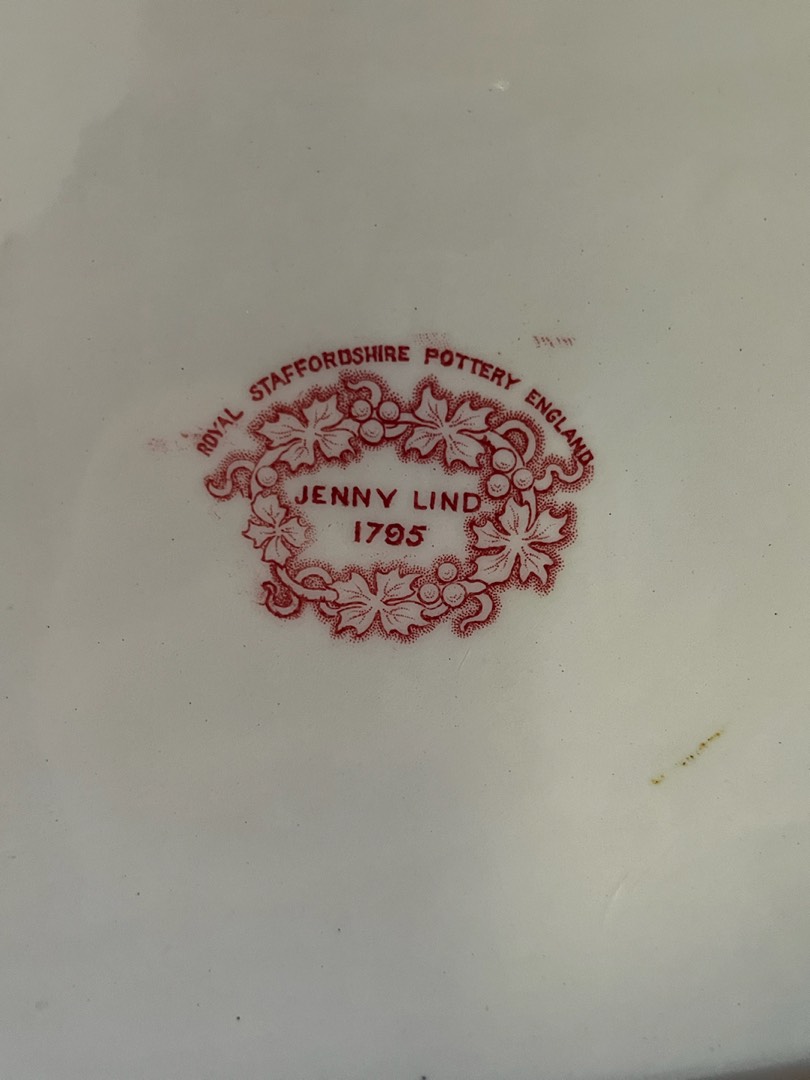 ROYAL STAFFORDSHIRE POTTERY ENGLAND
JENNY LIND
1795